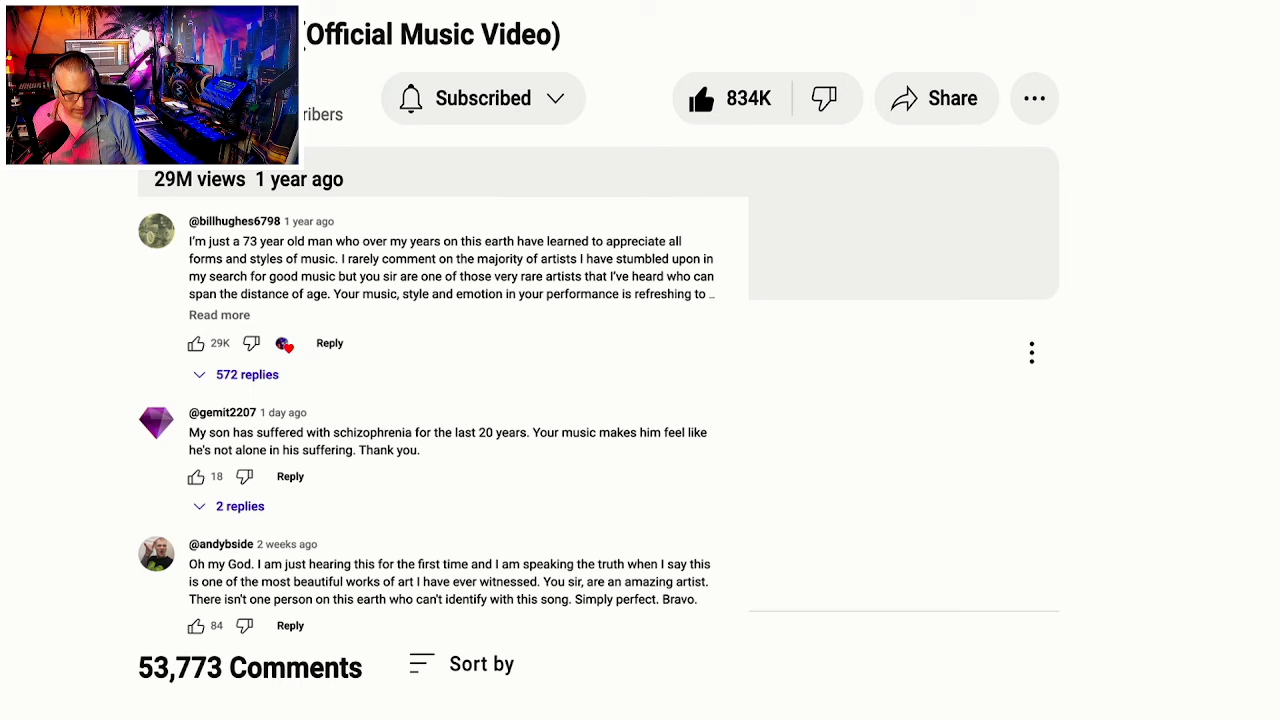 (Official Music Video)
ribers
Subscribed
834K
Share
29M views 1 year ago
@billhughes6798 1 year ago
I'm just a 73 year old man who over my years on this earth have learned to appreciate all
forms and styles of music. I rarely comment on the majority of artists I have stumbled upon in
my search for good music but you sir are one of those very rare artists that I've heard who can
span the distance of age. Your music, style and emotion in your performance is refreshing to ...
Read more
29K
Reply
572 replies
@gemit2207 1 day ago
My son has suffered with schizophrenia for the last 20 years. Your music makes him feel like
he's not alone in his suffering. Thank you.
18
Reply
2 replies
@andybside 2 weeks ago
Oh my God. I am just hearing this for the first time and I am speaking the truth when I say this
is one of the most beautiful works of art I have ever witnessed. You sir, are an amazing artist.
There isn't one person on this earth who can't identify with this song. Simply perfect. Bravo.
84
Reply
53,773 Comments
Sort by